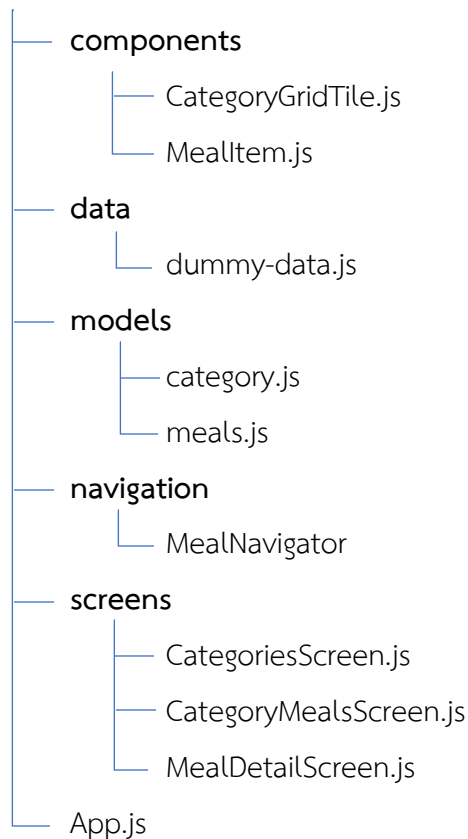 components
CategoryGridTile.js
MealItem.js
data
dummy-data.js
models
category.js
meals.js
navigation
MealNavigator
screens
CategoriesScreen.js
CategoryMealsScreen.js
MealDetailScreen.js
App.js